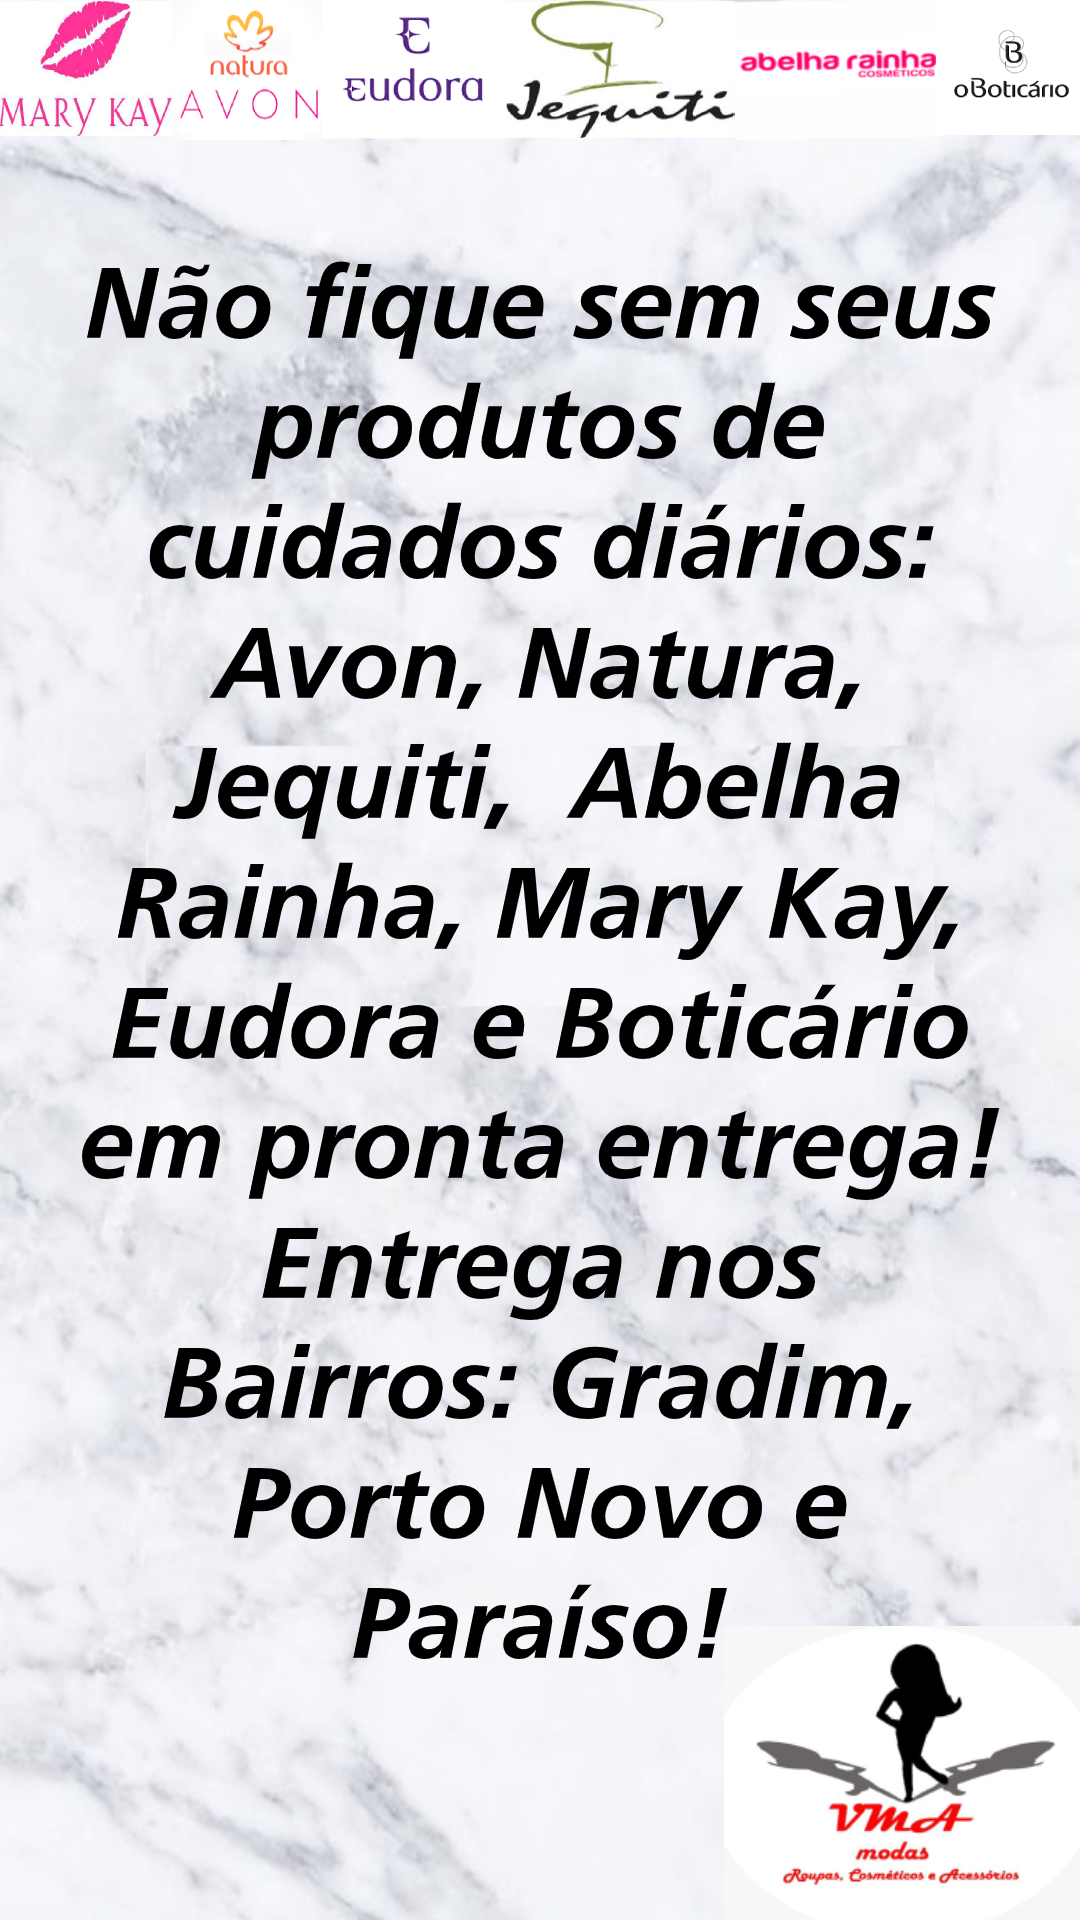 MARY KAY
natura
AVON
Eudora
Jequiti
abelha rainha
COSMÉTICOS
B
oBoticário
Não fique sem seus
produtos de
cuidados diários:
Avon, Natura,
Jequiti, Abelha
Rainha, Mary Kay,
Eudora e Boticário
em pronta entrega!
Entrega nos
Bairros: Gradim,
Porto Novo e
Paraíso!
VMA
modas
Roupas, Cosméticos e Acessórios